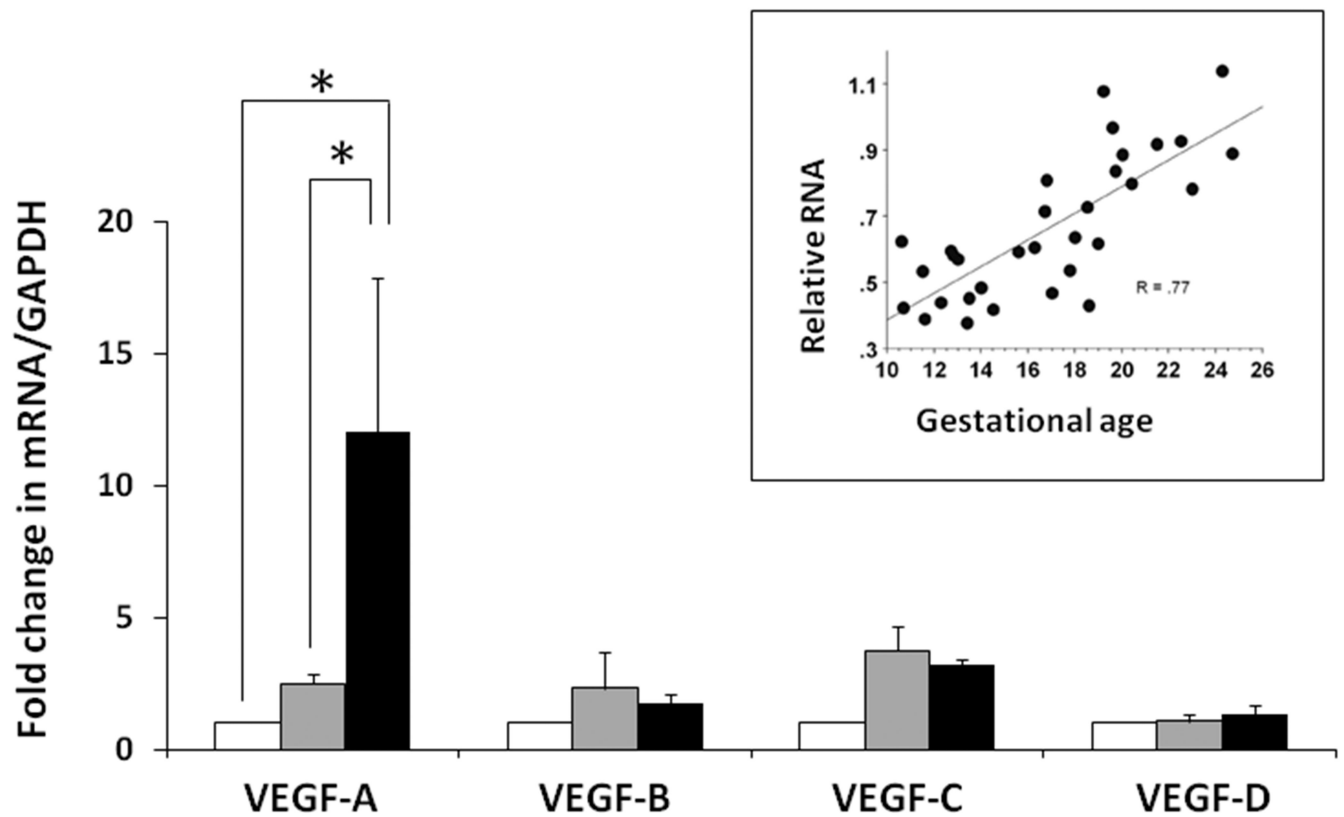 *
*
Fold change in mRNA/GAPDH
20
15
10
5
0
VEGF-A VEGF-B VEGF-C VEGF-D
Relative RNA
1.1
.9
.7
.5
.3
R = .77
10 12 14 16 18 20 22 24 26
Gestational age